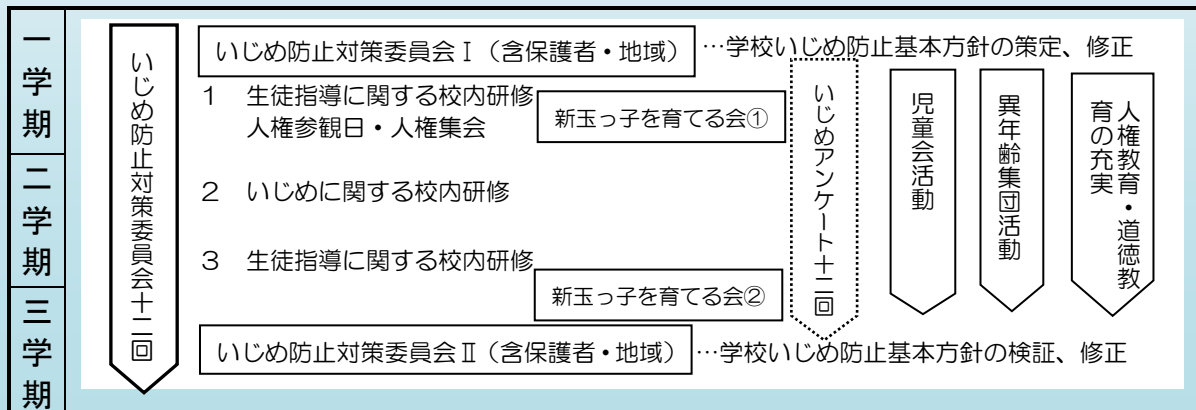 一学期
二学期
三学期
いじめ防止対策委員会十二回
いじめ防止対策委員会Ⅰ（含保護者・地域）
…学校いじめ防止基本方針の策定、修正
1　生徒指導に関する校内研修
人権参観日・人権集会
新玉っ子を育てる会①
2　いじめに関する校内研修
3　生徒指導に関する校内研修
新玉っ子を育てる会②
いじめ防止対策委員会Ⅱ（含保護者・地域）
…学校いじめ防止基本方針の検証、修正
いじめアンケート十二回
児童会活動
異年齢集団活動
人権教育・道徳教
育の充実